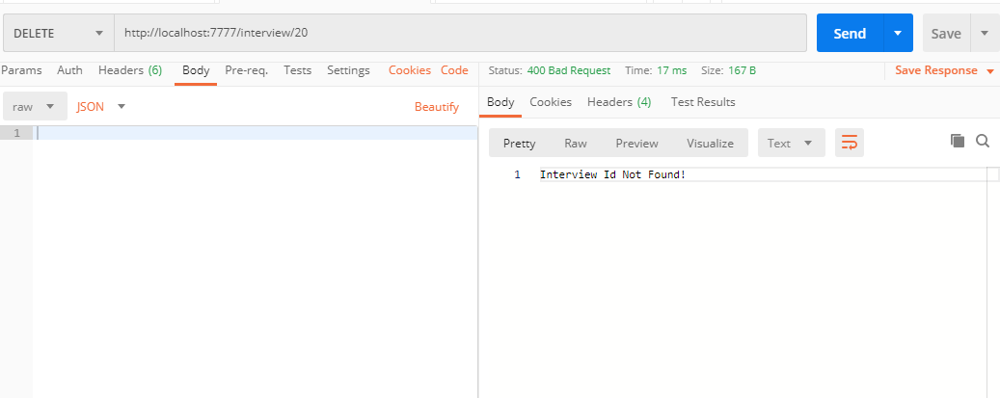 DELETE http://localhost:7777/interview/20 Send Save
Params Auth Headers (6) Body Pre-req. Tests Settings Cookies Code
Status: 400 Bad Request Time: 17 ms Size: 167 B Save Response
raw JSON Beautify
Body Cookies Headers (4) Test Results
1
Pretty Raw Preview Visualize Text
1 Interview Id Not Found!